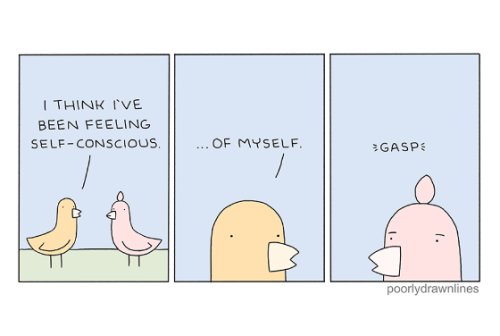 I THINK I'VE
BEEN FEELING
SELF-CONSCIOUS.
...OF MYSELF.
GASP
poorlydrawnlines